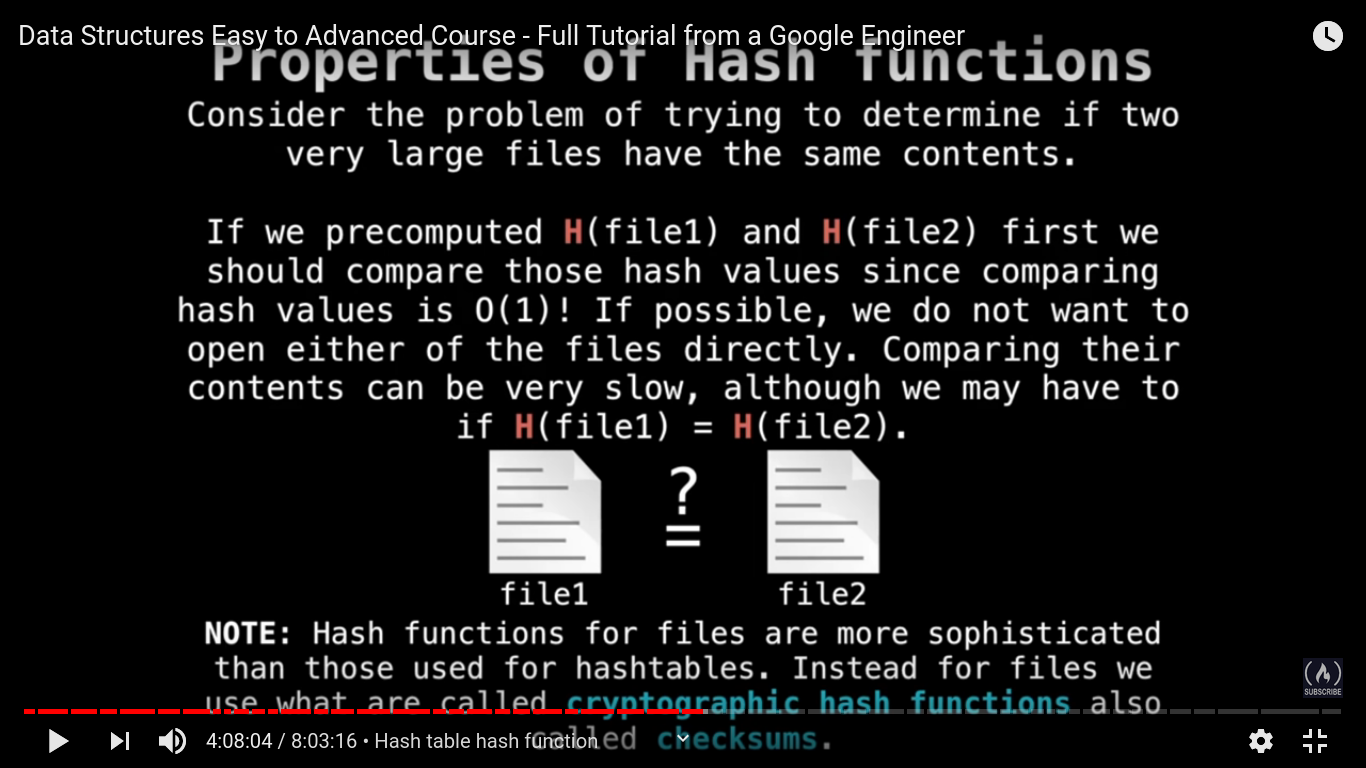 Data Structures Easy to Advanced Course - Full Tutorial from a Google Engineer
Properties of Hash functions
Consider the problem of trying to determine if two
very large files have the same contents.
If we precomputed H(file1) and H(file2) first we
should compare those hash values since comparing
hash values is O(1)! If possible, we do not want to
open either of the files directly. Comparing their
contents can be very slow, although we may have to
if H(file1) = H(file2).
? =
file1 file2
NOTE: Hash functions for files are more sophisticated
than those used for hashtables. Instead for files we
use what are called cryptographic hash functions also
called checksums.
SUBSCRIBE
4:08:04 / 8:03:16 • Hash table hash function